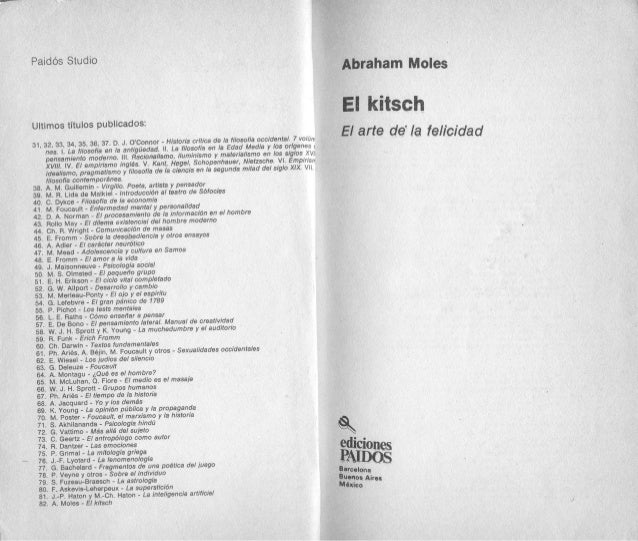 Paidós Studio
Ultimos títulos publicados:
31, 32, 33, 34, 35, 36, 37. D. J. O'Connor - Historia crítica de la filosofía occidental. 7 volúm
nes. I. La filosofía en la antigüedad. II. La filosofía en la Edad Media y los orígenes
pensamiento moderno. III. Racionalismo, iluminismo y materialismo en los siglos XVI
XVIII. IV. El empirismo inglés. V. Kant, Hegel, Schopenhauer, Nietzsche. VI. Empirism
idealismo, pragmatismo y filosofía de la ciencia en la segunda mitad del siglo XIX. VII.
filosofía contemporánea.
38. A. M. Guillemin - Virgilio. Poeta, artista y pensador
39. M. R. Lida de Malkiel - Introducción al teatro de Sófocles
40. C. Dyke - Filosofía de la economía
41. M. Foucault - Enfermedad mental y personalidad
42. D. A. Norman - El procesamiento de la información en el hombre
43. Rollo May - El dilema existencial del hombre moderno
44. Ch. R. Wright - Comunicación de masas
45. E. Fromm - Sobre la desobediencia y otros ensayos
46. A. Adler - El carácter neurótico
47. M. Mead - Adolescencia y cultura en Samoa
48. E. Fromm - El amor a la vida
49. J. Maisonneuve - Psicología social
50. M. S. Olmsted - El pequeño grupo
51. E. H. Erikson - El ciclo vital completado
52. G. W. Allport - Desarrollo y cambio
53. M. Merleau-Ponty - El ojo y el espíritu
54. G. Lefebvre - El gran pánico de 1789
55. P. Pichot - Los tests mentales
56. L. E. Raths - Cómo enseñar a pensar
57. E. De Bono - El pensamiento lateral. Manual de creatividad
58. W. J. H. Sprott y K. Young - La muchedumbre y el auditorio
59. R. Funk - Erich Fromm
60. Ch. Darwin - Textos fundamentales
61. Ph. Ariès, A. Béjin, M. Foucault y otros - Sexualidades occidentales
62. E. Wiesel - Los judíos del silencio
63. G. Deleuze - Foucault
64. A. Montagu - ¿Qué es el hombre?
65. M. McLuhan, Q. Fiore - El medio es el masaje
66. W. J. H. Sprott - Grupos humanos
67. Ph. Ariès - El tiempo de la historia
68. A. Jacquard - Yo y los demás
69. K. Young - La opinión pública y la propaganda
70. M. Poster - Foucault, el marxismo y la historia
71. S. Akhilananda - Psicología hindú
72. G. Vattimo - Más allá del sujeto
73. C. Geertz - El antropólogo como autor
74. R. Dantzer - Las emociones
75. P. Grimal - La mitología griega
76. J.-F. Lyotard - La fenomenología
77. G. Bachelard - Fragmentos de una poética del fuego
78. P. Veyne y otros - Sobre el individuo
79. S. Fuzeau-Braesch - La astrología
80. F. Askevis-Leherpeux - La superstición
81. J.-P. Haton y M.-Ch. Haton - La inteligencia artificial
82. A. Moles - El kitsch
Abraham Moles
El kitsch
El arte de la felicidad
ediciones
PAIDOS
Barcelona
Buenos Aires
México